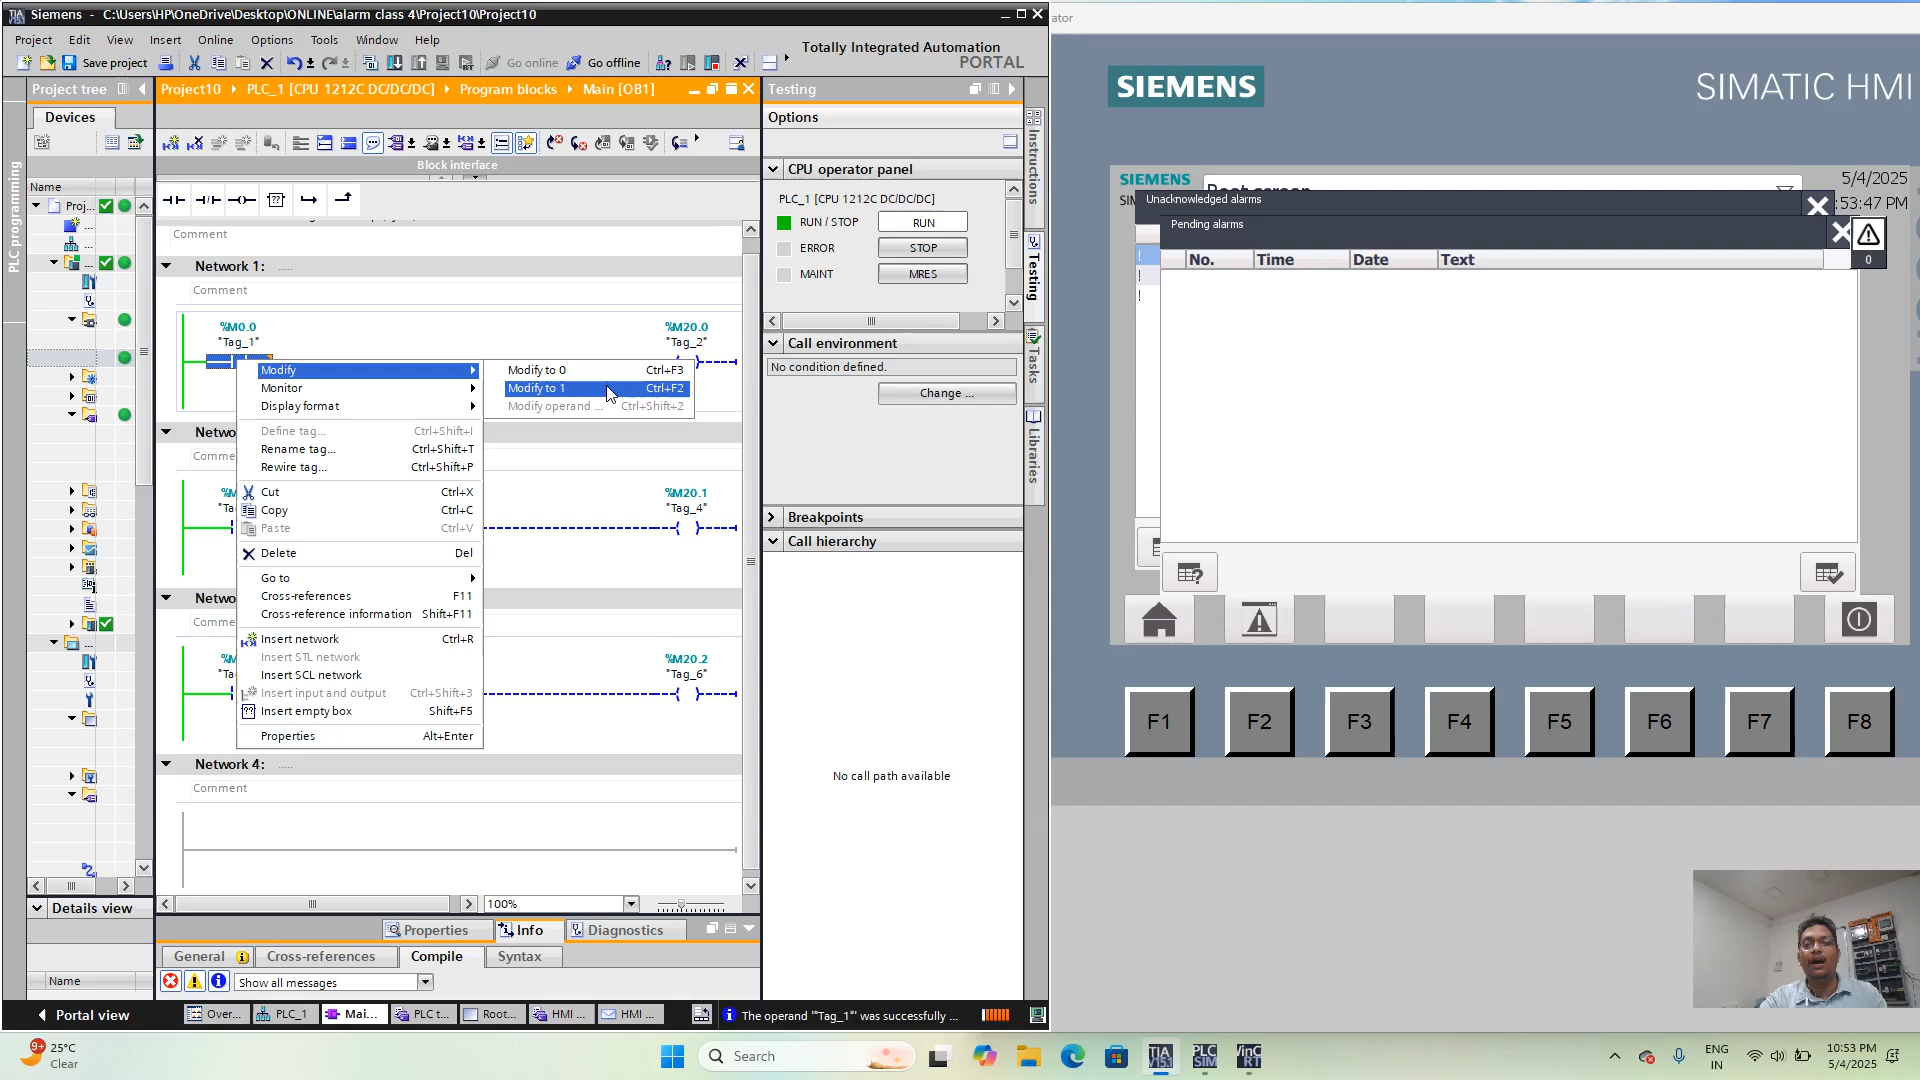 Siemens - C:\Users\HP\OneDrive\Desktop\ONLINE\alarm class 4\Project10\Project10
Project Edit View Insert Online Options Tools Window Help
Save project Go online Go offline
Totally Integrated Automation
PORTAL
Project tree
Devices
Name
Proj...
PLC programming
Details view
Name
Project10 PLC_1 [CPU 1212C DC/DC/DC] Program blocks Main [OB1]
Block interface
Comment
Network 1: .....
Comment
%M0.0
"Tag_1"
%M20.0
"Tag_2"
Modify
Monitor
Display format
Define tag... Ctrl+Shift+I
Rename tag... Ctrl+Shift+T
Rewire tag... Ctrl+Shift+P
Cut Ctrl+X
Copy Ctrl+C
Paste Ctrl+V
Delete Del
Go to
Cross-references F11
Cross-reference information Shift+F11
Insert network Ctrl+R
Insert STL network
Insert SCL network
Insert input and output Ctrl+Shift+3
Insert empty box Shift+F5
Properties Alt+Enter
Modify to 0 Ctrl+F3
Modify to 1 Ctrl+F2
Modify operand ... Ctrl+Shift+2
%M20.1
"Tag_4"
%M20.2
"Tag_6"
Network 4: .....
Comment
100%
Properties Info Diagnostics
General Cross-references Compile Syntax
Show all messages
Testing
Options
CPU operator panel
PLC_1 [CPU 1212C DC/DC/DC]
RUN / STOP RUN
ERROR STOP
MAINT MRES
Call environment
No condition defined.
Change ...
Breakpoints
Call hierarchy
No call path available
Instructions
Testing
Tasks
Libraries
Portal view Over... PLC_1 Mai... PLC t... Root... HMI ... HMI ... The operand '"Tag_1"' was successfully ...
ator
SIEMENS SIMATIC HMI
SIEMENS
5/4/2025
:53:47 PM
Unacknowledged alarms
Pending alarms
0
No. Time Date Text
F1 F2 F3 F4 F5 F6 F7 F8
9+
25°C
Clear
Search
ENG
IN
10:53 PM
5/4/2025